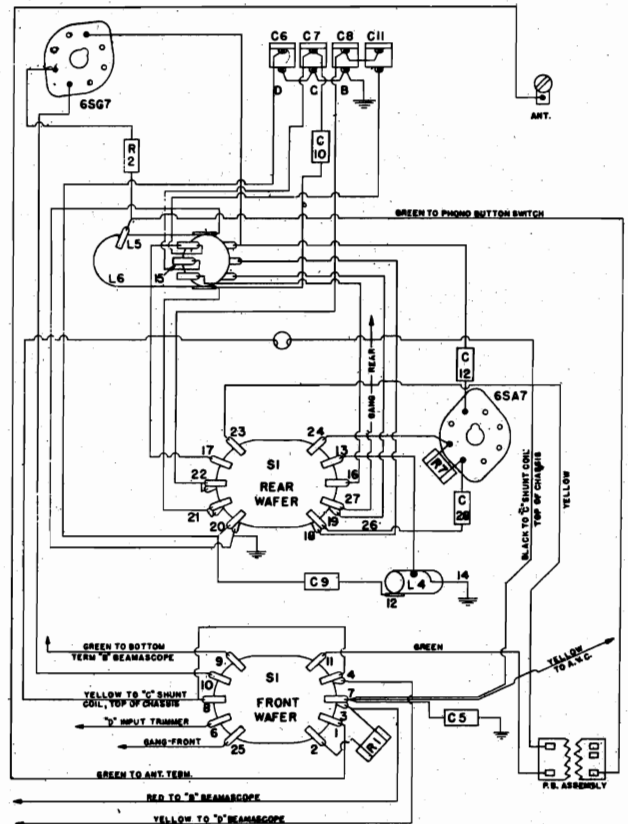 C6 C7 C8 C11
6SG7
D C B
ANT.
C
10
R
2
GREEN TO PHONO BUTTON SWITCH
L5
L6
15
GANG-REAR
C
12
6SA7
23
24
S1
REAR
WAFER
17
13
22
16
21
27
20
19
18
26
R7
C
28
BLACK TO "C" SHUNT COIL
TOP OF CHASSIS
YELLOW
C9
L4
14
12
GREEN TO BOTTOM
TERM "B" BEAMASCOPE
GREEN
YELLOW
TO A.V.C.
9
11
S1
FRONT
WAFER
10
4
YELLOW TO "C" SHUNT
COIL, TOP OF CHASSIS
8
7
"D" INPUT TRIMMER
6
3
1
C5
GANG-FRONT
25
2
R1
P.B. ASSEMBLY
GREEN TO ANT. TERM.
RED TO "B" BEAMASCOPE
YELLOW TO "D" BEAMASCOPE